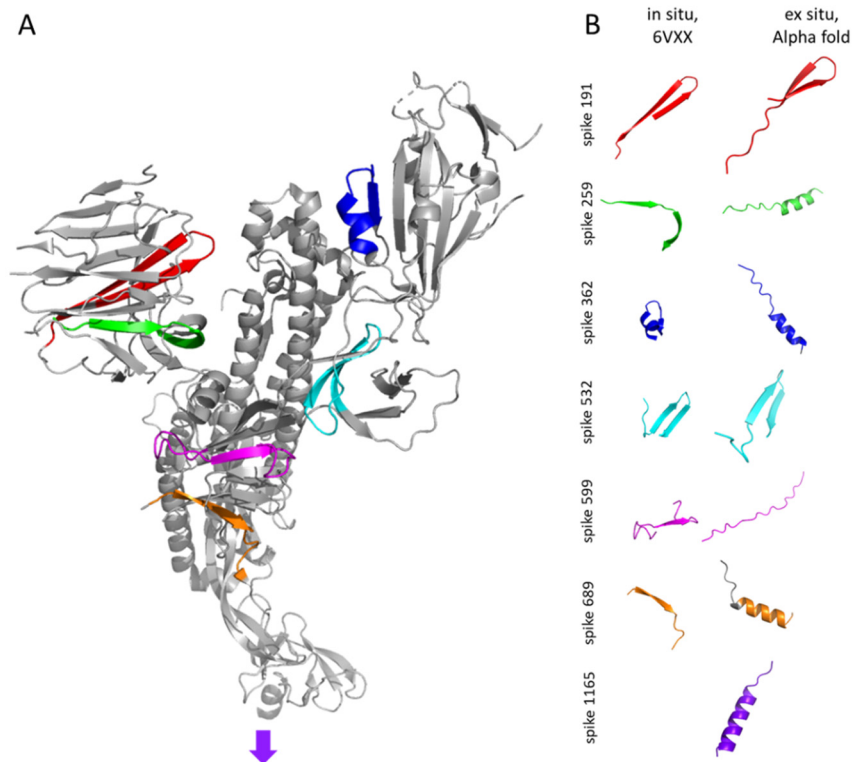 A
B
in situ,
6VXX
ex situ,
Alpha fold
spike 191
spike 259
spike 362
spike 532
spike 599
spike 689
spike 1165